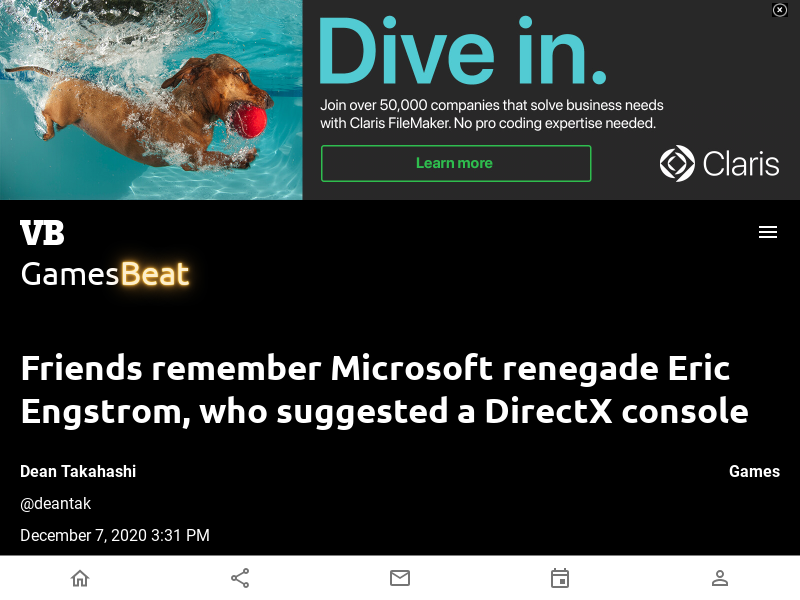 Dive in.
Join over 50,000 companies that solve business needs
with Claris FileMaker. No pro coding expertise needed.
Learn more
Claris
VB
GamesBeat
Friends remember Microsoft renegade Eric
Engstrom, who suggested a DirectX console
Dean Takahashi
Games
@deantak
December 7, 2020 3:31 PM